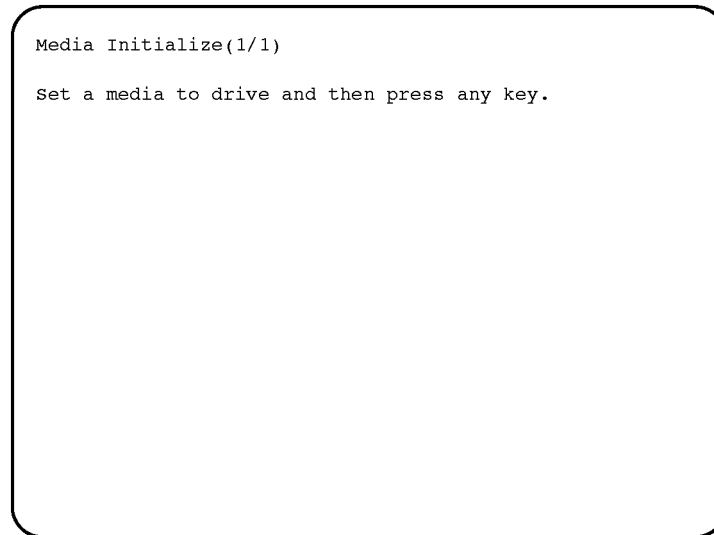 Media Initialize(1/1)
Set a media to drive and then press any key.